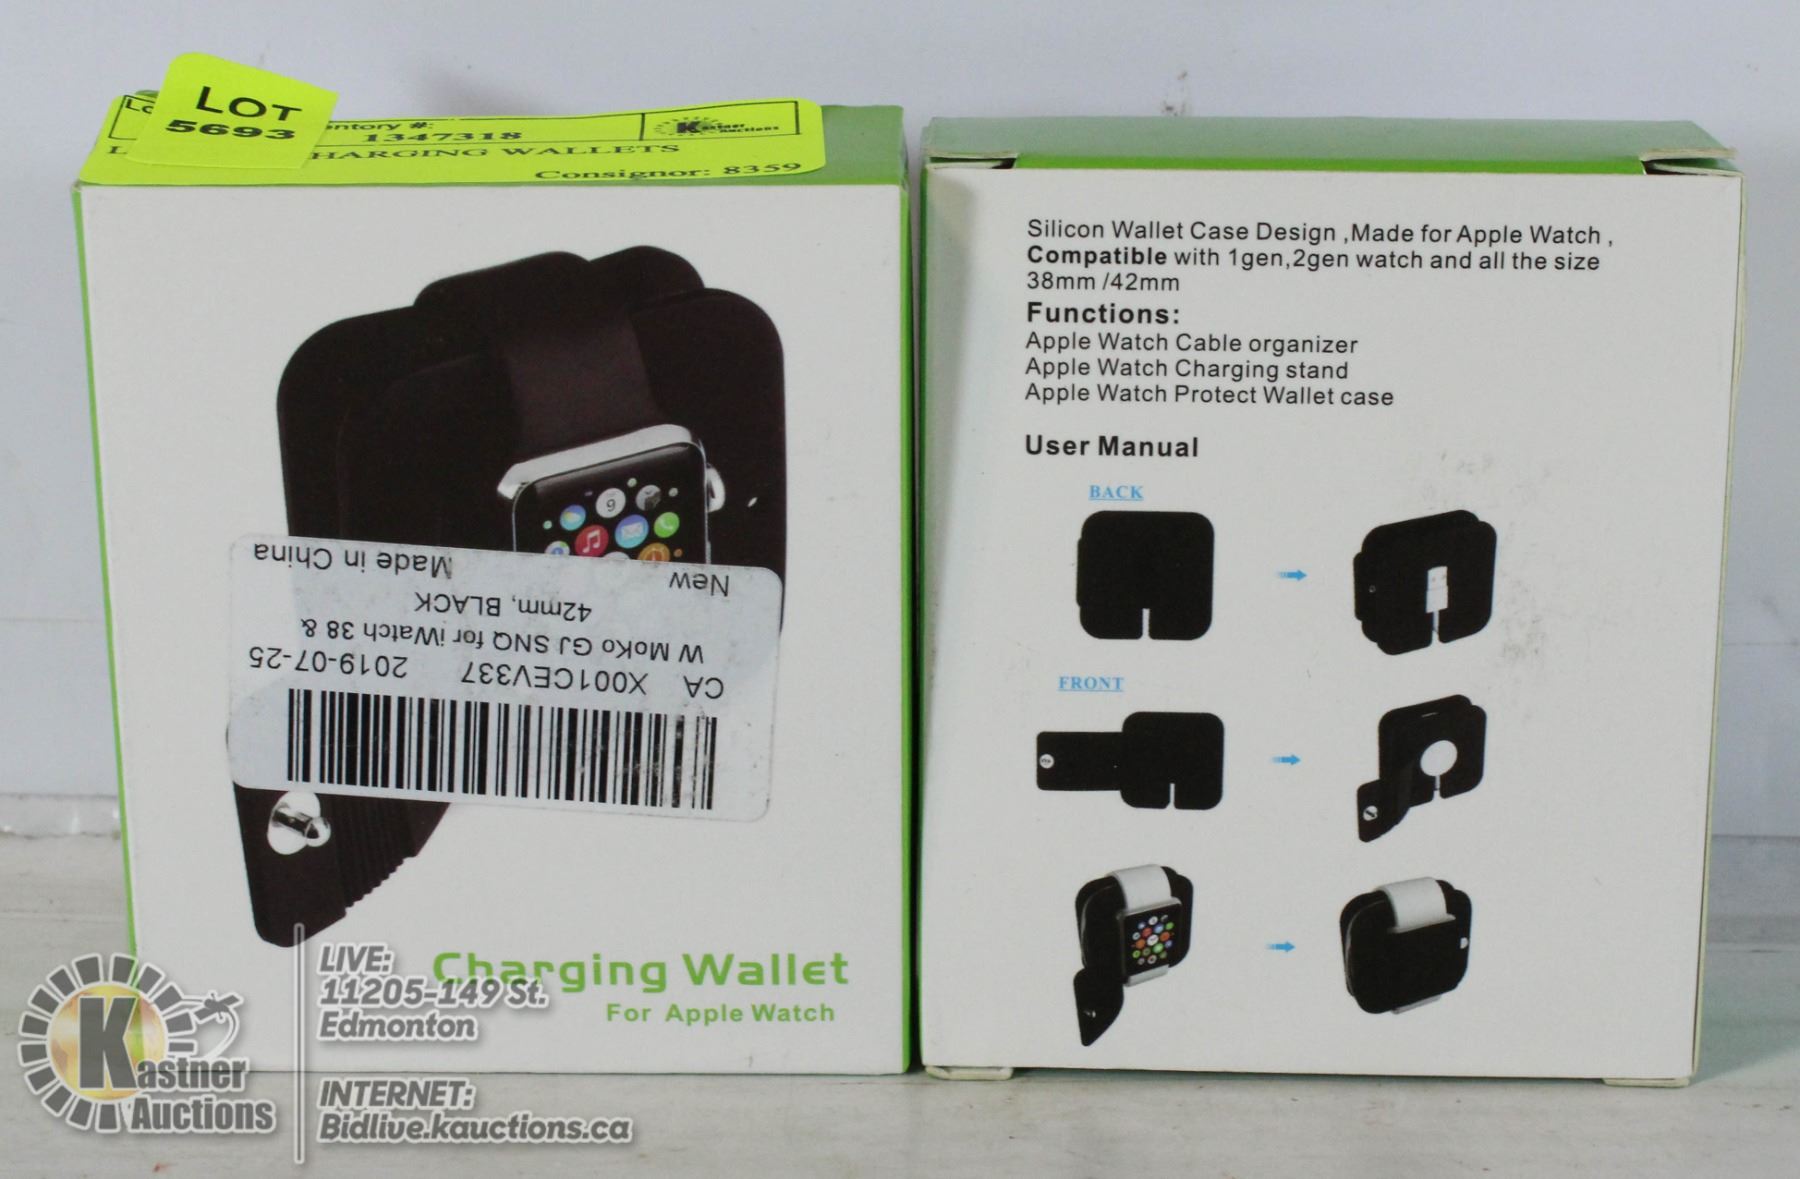 LOT
5693
ntory #:
1347318
Kastner Auctions
HARGING WALLETS
Consignor: 8359
CA X001CEV337 2019-07-25
W MoKo GJ SNQ for iWatch 38 &
42mm, BLACK
New Made in China
Charging Wallet
For Apple Watch
Silicon Wallet Case Design ,Made for Apple Watch ,
Compatible with 1gen,2gen watch and all the size
38mm /42mm
Functions:
Apple Watch Cable organizer
Apple Watch Charging stand
Apple Watch Protect Wallet case
User Manual
BACK
FRONT
Kastner
Auctions
LIVE:
11205-149 St.
Edmonton
INTERNET:
Bidlive.kauctions.ca